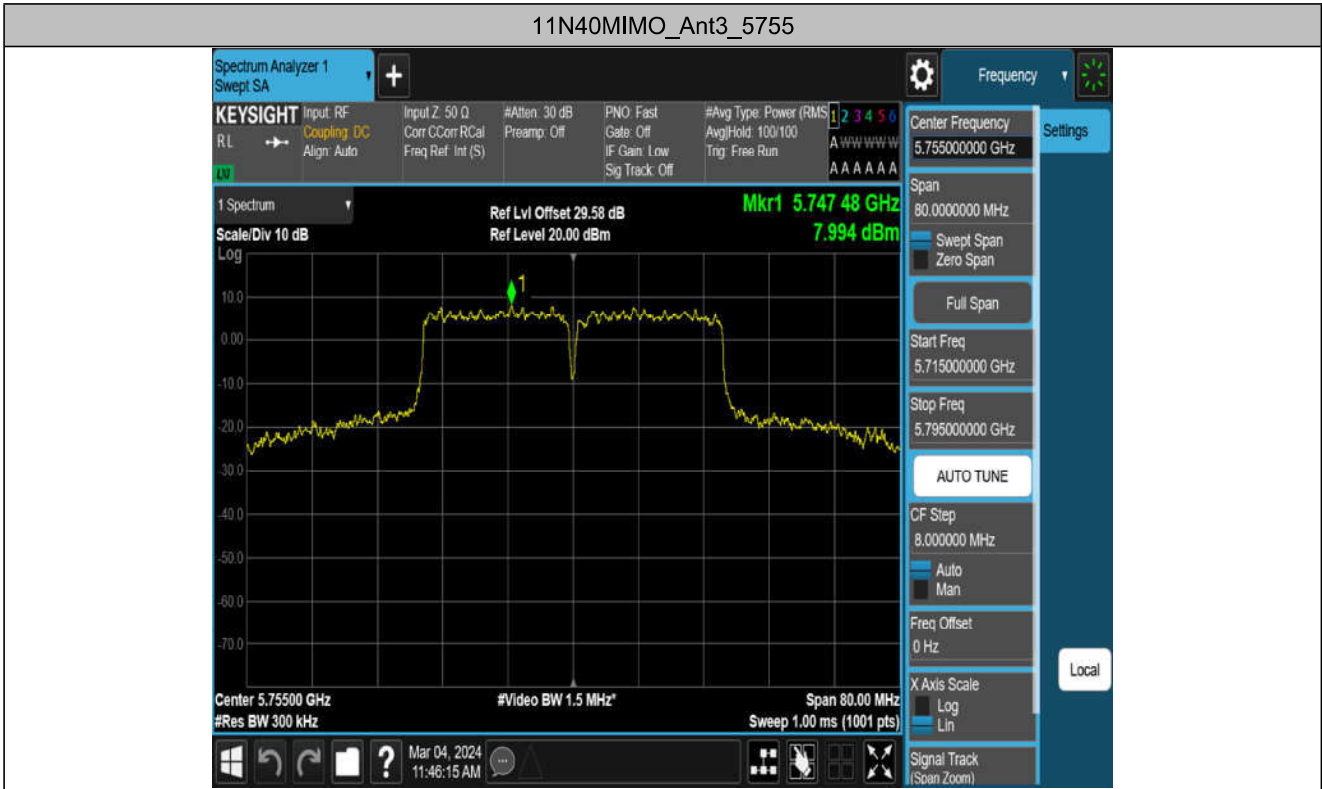 11N40MIMO_Ant3_5755
Spectrum Analyzer 1
Swept SA
+
Frequency
KEYSIGHT
RL
LXI
Input: RF
Coupling: DC
Align: Auto
Input Z: 50 Ω
Corr CCorr RCal
Freq Ref: Int (S)
#Atten: 30 dB
Preamp: Off
PNO: Fast
Gate: Off
IF Gain: Low
Sig Track: Off
#Avg Type: Power (RMS
Avg|Hold: 100/100
Trig: Free Run
1 2 3 4 5 6
A W W W W W
A A A A A A
1 Spectrum
Scale/Div 10 dB
Log
Ref Lvl Offset 29.58 dB
Ref Level 20.00 dBm
Mkr1 5.747 48 GHz
7.994 dBm
1
10.0
0.00
-10.0
-20.0
-30.0
-40.0
-50.0
-60.0
-70.0
Center 5.75500 GHz
#Res BW 300 kHz
#Video BW 1.5 MHz*
Span 80.00 MHz
Sweep 1.00 ms (1001 pts)
Mar 04, 2024
11:46:15 AM
Center Frequency
5.755000000 GHz
Settings
Span
80.0000000 MHz
Swept Span
Zero Span
Full Span
Start Freq
5.715000000 GHz
Stop Freq
5.795000000 GHz
AUTO TUNE
CF Step
8.000000 MHz
Auto
Man
Freq Offset
0 Hz
X Axis Scale
Log
Lin
Local
Signal Track
(Span Zoom)